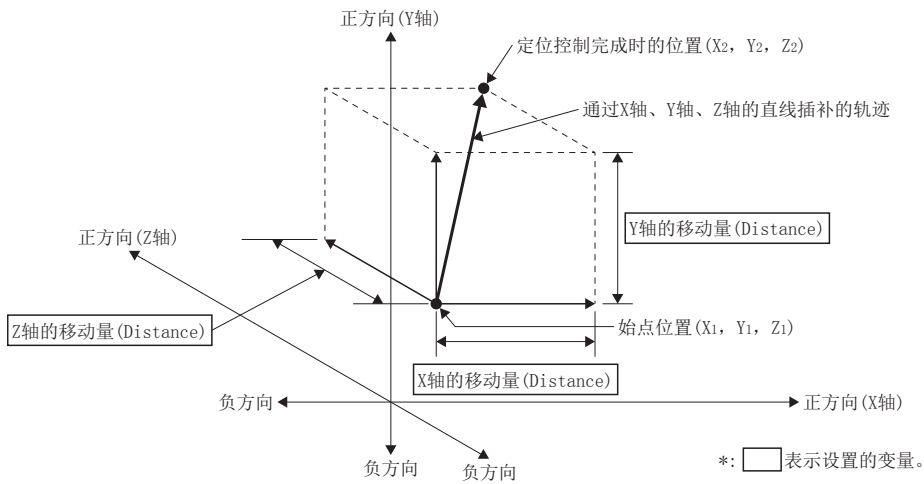 正方向(Y轴)
定位控制完成时的位置(X2，Y2，Z2)
通过X轴、Y轴、Z轴的直线插补的轨迹
Y轴的移动量(Distance)
正方向(Z轴)
Z轴的移动量(Distance)
始点位置(X1，Y1，Z1)
X轴的移动量(Distance)
负方向
正方向(X轴)
负方向
负方向
*: 表示设置的变量。